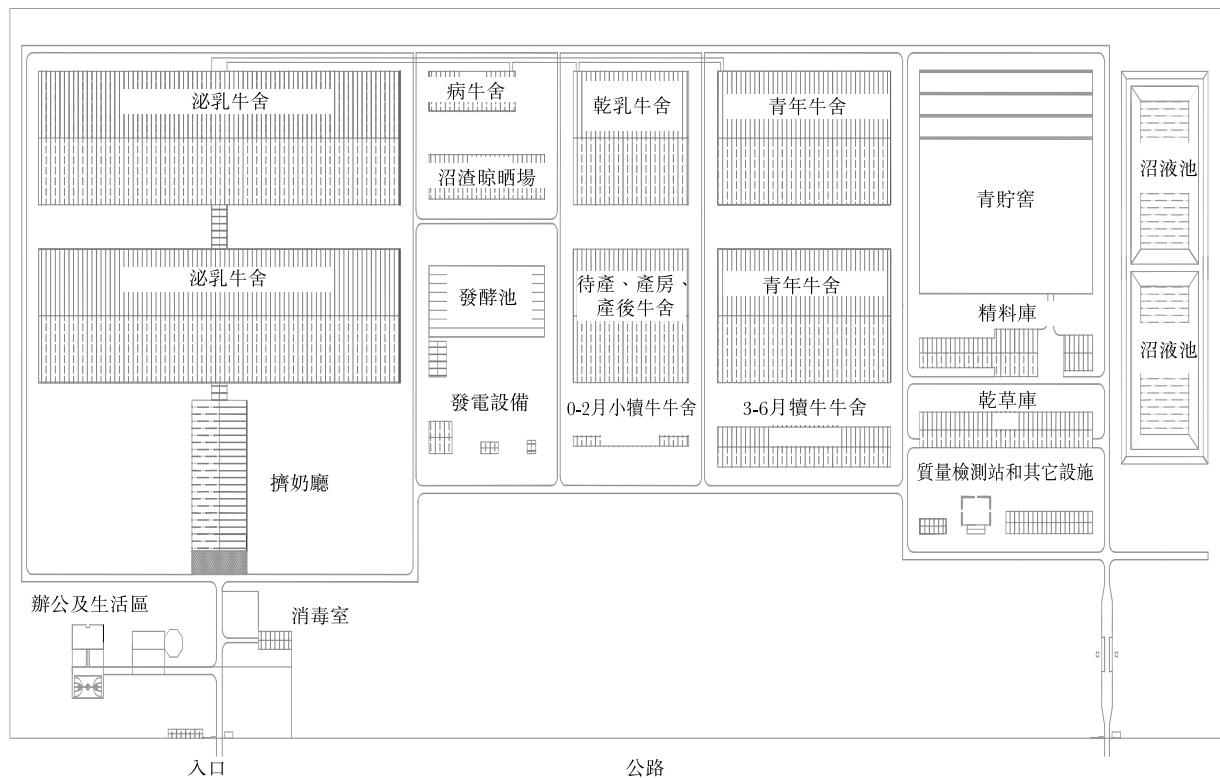 泌乳牛舍
病牛舍
乾乳牛舍
青年牛舍
沼渣晾晒場
沼液池
青貯窖
泌乳牛舍
發酵池
待產、產房、
產後牛舍
青年牛舍
精料庫
沼液池
發電設備
0-2月小犢牛牛舍
3-6月犢牛牛舍
乾草庫
擠奶廳
質量檢測站和其它設施
辦公及生活區
消毒室
入口
公路